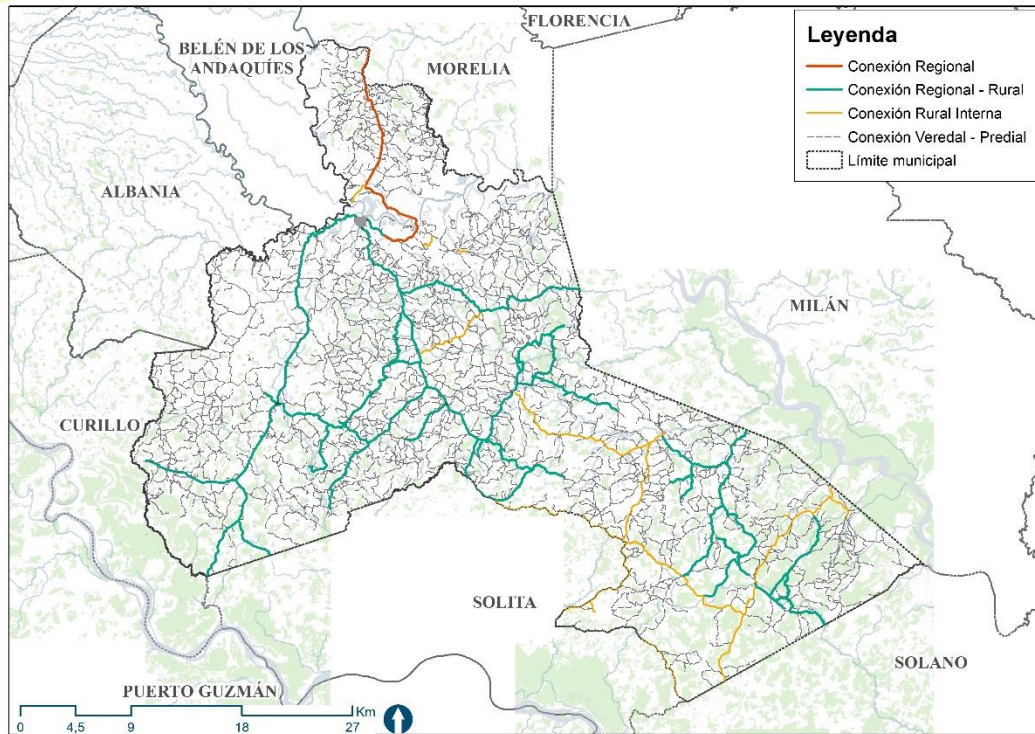 FLORENCIA
BELÉN DE LOS
ANDAQUÍES
MORELIA
Leyenda
Conexión Regional
Conexión Regional - Rural
Conexión Rural Interna
Conexión Veredal - Predial
Límite municipal
ALBANIA
MILÁN
CURILLO
SOLITA
SOLANO
PUERTO GUZMÁN
Km
0 4,5 9 18 27